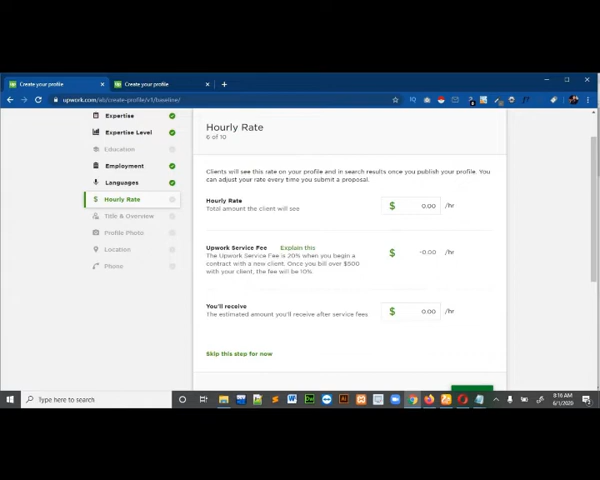 Create your profile
Create your profile
upwork.com/ab/create-profile/v1/baseline/
Expertise
Expertise Level
Education
Employment
Languages
$ Hourly Rate
Title & Overview
Profile Photo
Location
Phone
Hourly Rate
6 of 10
Clients will see this rate on your profile and in search results once you publish your profile. You
can adjust your rate every time you submit a proposal.
Hourly Rate
Total amount the client will see
$ 0.00 /hr
Upwork Service Fee Explain this
The Upwork Service Fee is 20% when you begin a
contract with a new client. Once you bill over $500
with your client, the fee will be 10%.
$ -0.00 /hr
You'll receive
The estimated amount you'll receive after service fees
$ 0.00 /hr
Skip this step for now
Type here to search
8:16 AM
6/1/2020